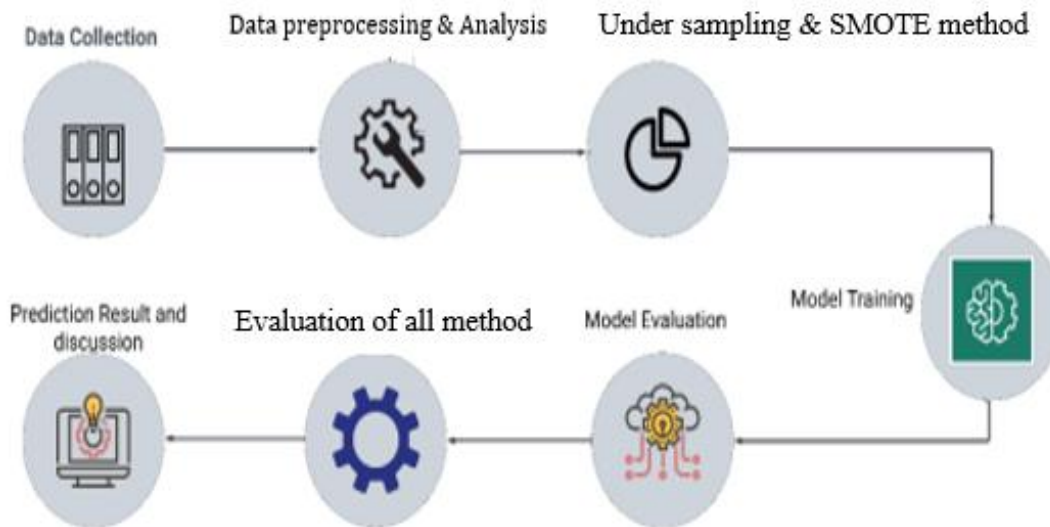 Data Collection
Data preprocessing & Analysis
Under sampling & SMOTE method
Model Training
Model Evaluation
Evaluation of all method
Prediction Result and
discussion